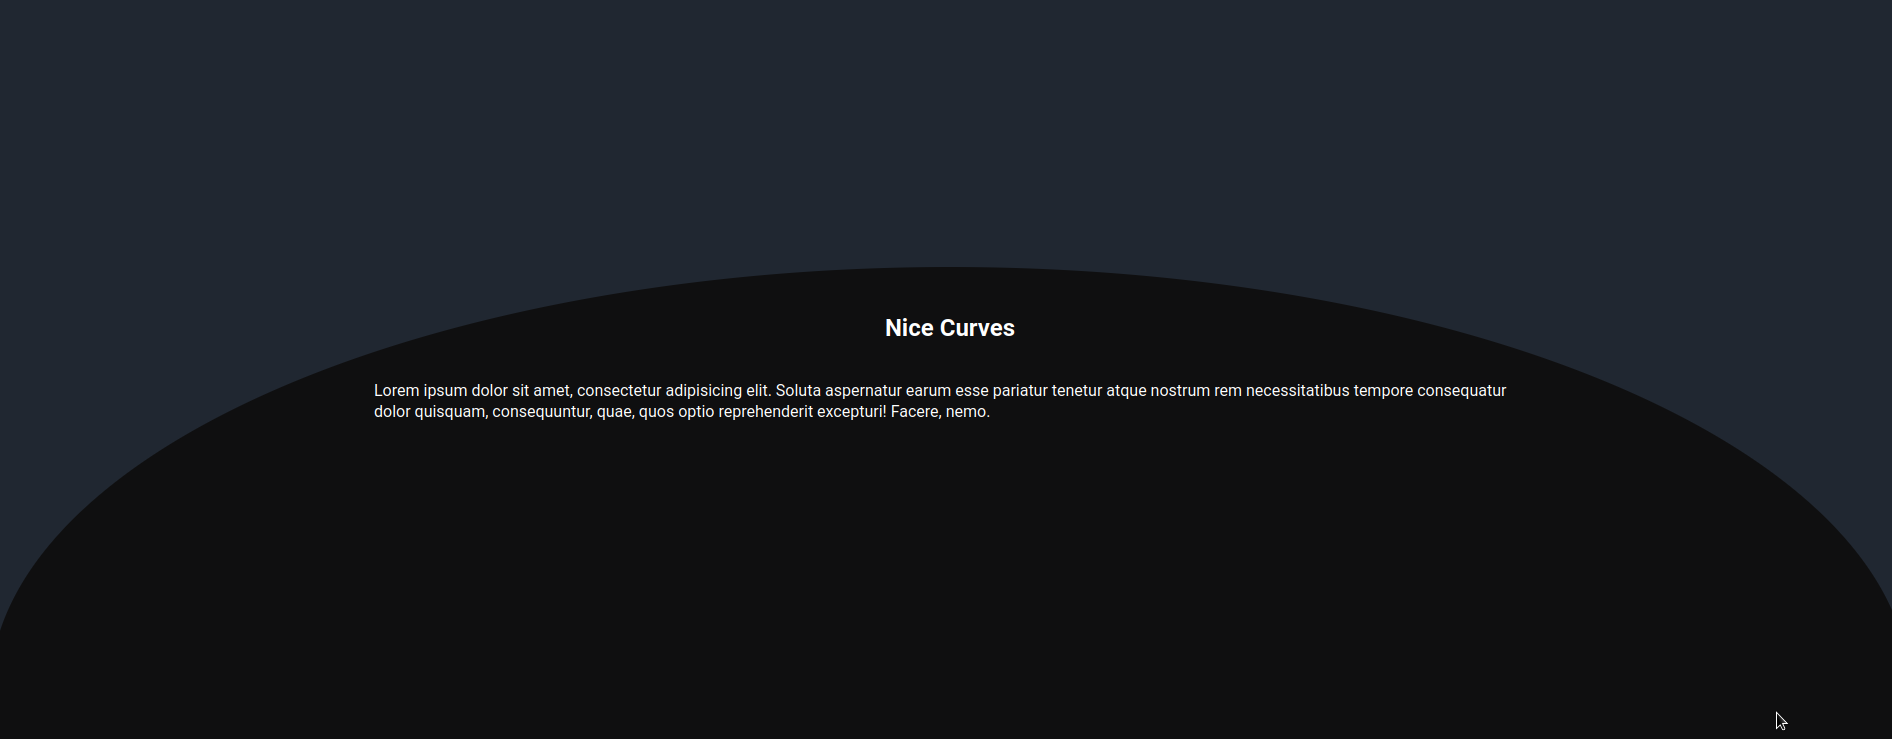 Nice Curves
Lorem ipsum dolor sit amet, consectetur adipisicing elit. Soluta aspernatur earum esse pariatur tenetur atque nostrum rem necessitatibus tempore consequatur
dolor quisquam, consequuntur, quae, quos optio reprehenderit excepturi! Facere, nemo.